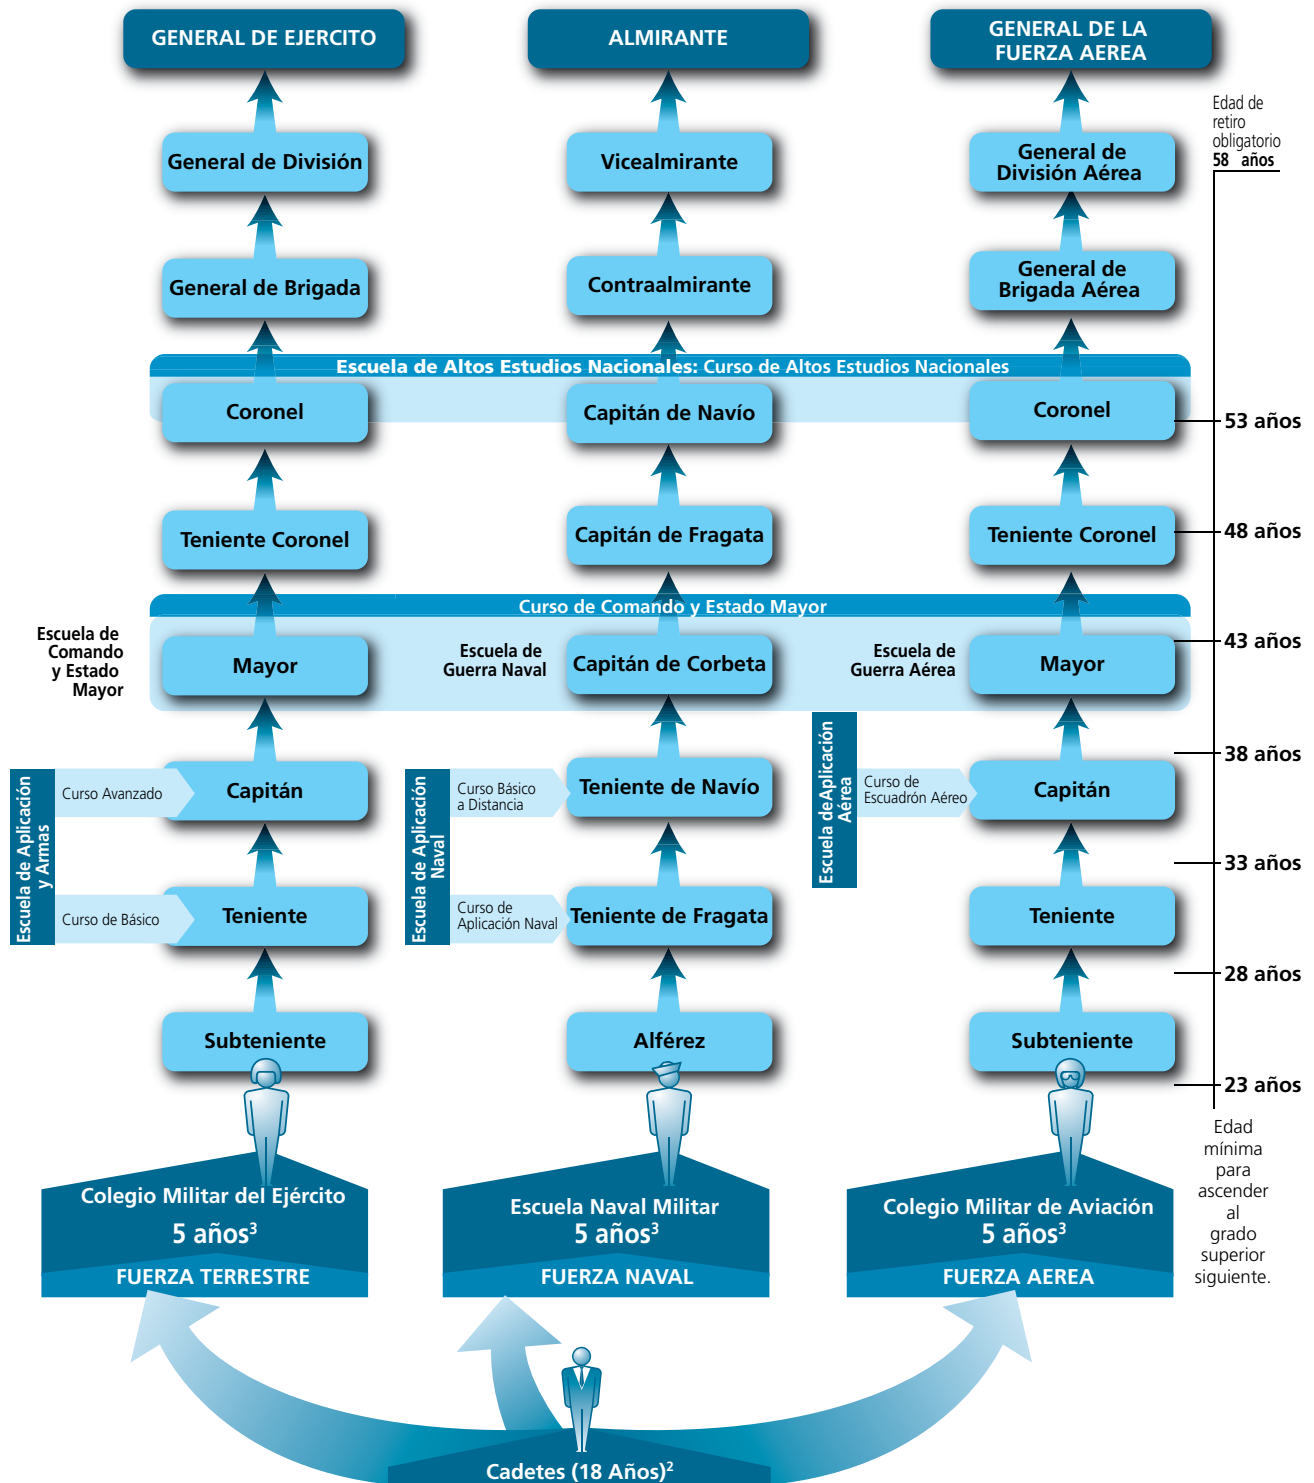 GENERAL DE EJERCITO
ALMIRANTE
GENERAL DE LA
FUERZA AEREA
Edad de
retiro
obligatorio
58 años
General de División
Vicealmirante
General de
División Aérea
General de Brigada
Contraalmirante
General de
Brigada Aérea
Escuela de Altos Estudios Nacionales: Curso de Altos Estudios Nacionales
Coronel
Capitán de Navío
Coronel
53 años
Teniente Coronel
Capitán de Fragata
Teniente Coronel
48 años
Curso de Comando y Estado Mayor
Escuela de
Comando
y Estado
Mayor
Mayor
Escuela de
Guerra Naval
Capitán de Corbeta
Escuela de
Guerra Aérea
Mayor
43 años
Escuela de Aplicación
y Armas
Curso Avanzado
Capitán
Escuela de Aplicación
Naval
Curso Básico
a Distancia
Teniente de Navío
Escuela deAplicación
Aérea
Curso de
Escuadrón Aéreo
Capitán
38 años
33 años
Curso de Básico
Teniente
Curso de
Aplicación Naval
Teniente de Fragata
Teniente
28 años
Subteniente
Alférez
Subteniente
23 años
Edad
mínima
para
ascender
al
grado
superior
siguiente.
Colegio Militar del Ejército
5 años³
FUERZA TERRESTRE
Escuela Naval Militar
5 años³
FUERZA NAVAL
Colegio Militar de Aviación
5 años³
FUERZA AEREA
Cadetes (18 Años)²